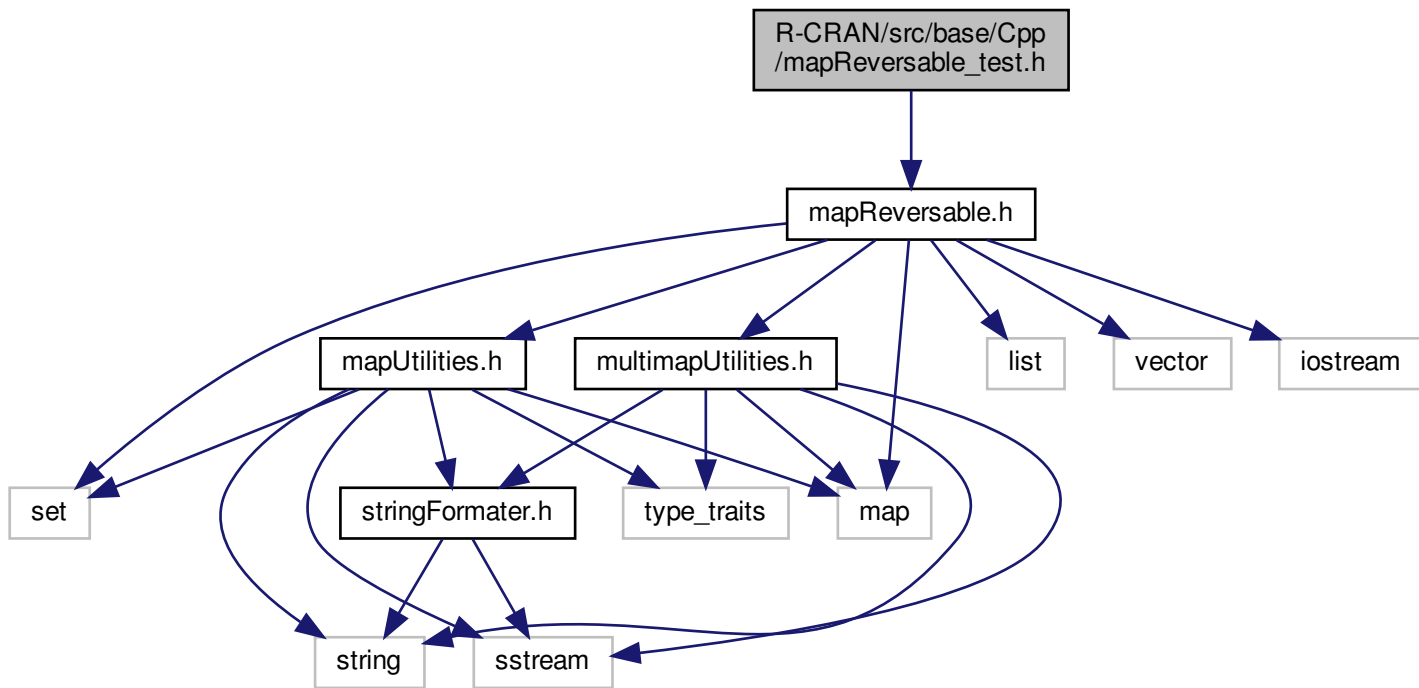 R-CRAN/src/base/Cpp
/mapReversable_test.h
mapReversable.h
mapUtilities.h
multimapUtilities.h
list
vector
iostream
set
stringFormater.h
type_traits
map
string
sstream